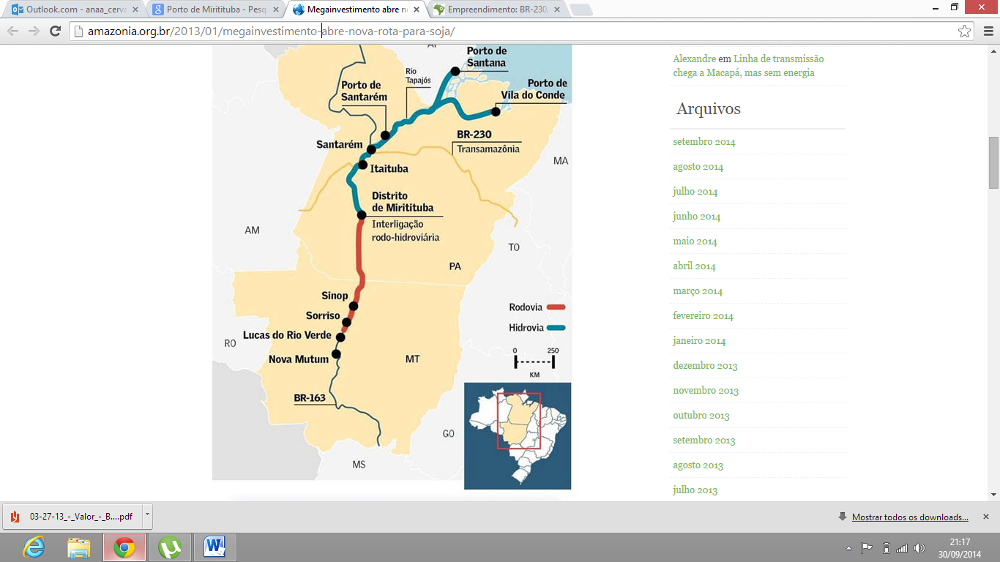 Outlook.com - anaa_cerva
Porto de Miritituba - Pesq
Megainvestimento abre n
Empreendimento: BR-230,
amazonia.org.br/2013/01/megainvestimento-abre-nova-rota-para-soja/
AP
Porto de
Santana
Rio
Tapajós
Porto de
Santarém
Porto de
Vila do Conde
BR-230
Transamazônia
Santarém
MA
Itaituba
Distrito
de Miritituba
Interligação
rodo-hidroviária
AM
TO
PA
Sinop
Sorriso
Lucas do Rio Verde
Nova Mutum
RO
MT
BR-163
GO
MS
Rodovia
Hidrovia
0 250
KM
Alexandre em Linha de transmissão
chega a Macapá, mas sem energia
Arquivos
setembro 2014
agosto 2014
julho 2014
junho 2014
maio 2014
abril 2014
março 2014
fevereiro 2014
janeiro 2014
dezembro 2013
novembro 2013
outubro 2013
setembro 2013
agosto 2013
julho 2013
03-27-13_-_Valor_-_B....pdf
Mostrar todos os downloads...
21:17
30/09/2014